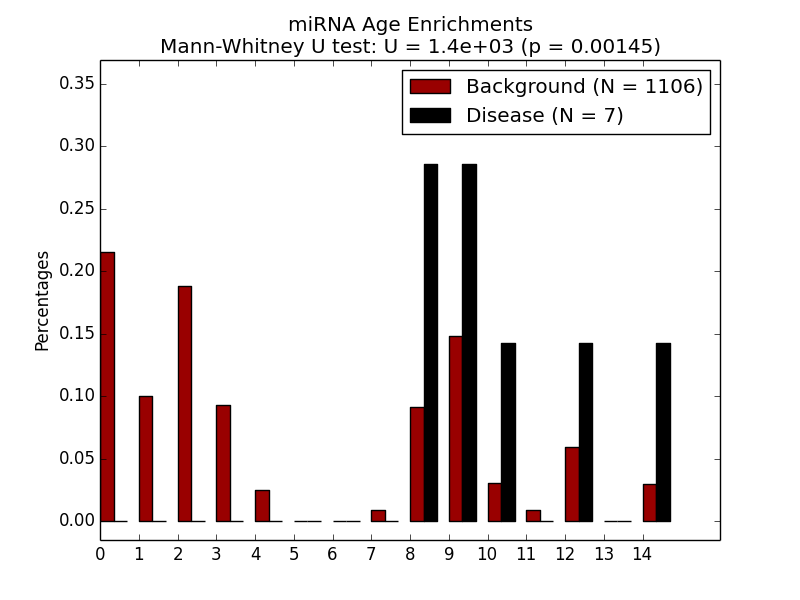 miRNA Age Enrichments
Mann-Whitney U test: U = 1.4e+03 (p = 0.00145)
Background (N = 1106)
Disease (N = 7)
Percentages
0.35
0.30
0.25
0.20
0.15
0.10
0.05
0.00
0 1 2 3 4 5 6 7 8 9 10 11 12 13 14